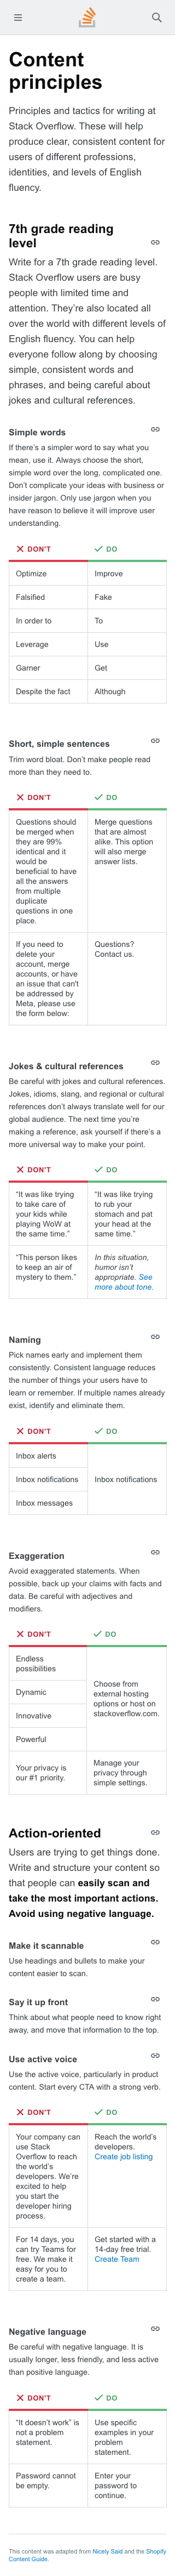 Content
principles
Principles and tactics for writing at
Stack Overflow. These will help
produce clear, consistent content for
users of different professions,
identities, and levels of English
fluency.
7th grade reading
level
Write for a 7th grade reading level.
Stack Overflow users are busy
people with limited time and
attention. They’re also located all
over the world with different levels of
English fluency. You can help
everyone follow along by choosing
simple, consistent words and
phrases, and being careful about
jokes and cultural references.
Simple words
If there’s a simpler word to say what you
mean, use it. Always choose the short,
simple word over the long, complicated one.
Don’t complicate your ideas with business or
insider jargon. Only use jargon when you
have reason to believe it will improve user
understanding.
DON'T DO
Optimize Improve
Falsified Fake
In order to To
Leverage Use
Garner Get
Despite the fact Although
Short, simple sentences
Trim word bloat. Don’t make people read
more than they need to.
DON'T DO
Questions should
be merged when
they are 99%
identical and it
would be
beneficial to have
all the answers
from multiple
duplicate
questions in one
place.
Merge questions
that are almost
alike. This option
will also merge
answer lists.
If you need to
delete your
account, merge
accounts, or have
an issue that can't
be addressed by
Meta, please use
the form below:
Questions?
Contact us.
Jokes & cultural references
Be careful with jokes and cultural references.
Jokes, idioms, slang, and regional or cultural
references don’t always translate well for our
global audience. The next time you’re
making a reference, ask yourself if there’s a
more universal way to make your point.
DON'T DO
“It was like trying
to take care of
your kids while
playing WoW at
the same time.”
“It was like trying
to rub your
stomach and pat
your head at the
same time.”
“This person likes
to keep an air of
mystery to them.”
In this situation,
humor isn’t
appropriate. See
more about tone.
Naming
Pick names early and implement them
consistently. Consistent language reduces
the number of things your users have to
learn or remember. If multiple names already
exist, identify and eliminate them.
DON'T DO
Inbox alerts
Inbox notifications Inbox notifications
Inbox messages
Exaggeration
Avoid exaggerated statements. When
possible, back up your claims with facts and
data. Be careful with adjectives and
modifiers.
DON'T DO
Endless
possibilities
Dynamic
Innovative
Powerful
Choose from
external hosting
options or host on
stackoverflow.com.
Your privacy is
our #1 priority.
Manage your
privacy through
simple settings.
Action-oriented
Users are trying to get things done.
Write and structure your content so
that people can easily scan and
take the most important actions.
Avoid using negative language.
Make it scannable
Use headings and bullets to make your
content easier to scan.
Say it up front
Think about what people need to know right
away, and move that information to the top.
Use active voice
Use the active voice, particularly in product
content. Start every CTA with a strong verb.
DON'T DO
Your company can
use Stack
Overflow to reach
the world’s
developers. We’re
excited to help
you start the
developer hiring
process.
Reach the world’s
developers.
Create job listing
For 14 days, you
can try Teams for
free. We make it
easy for you to
create a team.
Get started with a
14-day free trial.
Create Team
Negative language
Be careful with negative language. It is
usually longer, less friendly, and less active
than positive language.
DON'T DO
“It doesn’t work” is
not a problem
statement.
Use specific
examples in your
problem
statement.
Password cannot
be empty.
Enter your
password to
continue.
This content was adapted from Nicely Said and the Shopify
Content Guide.